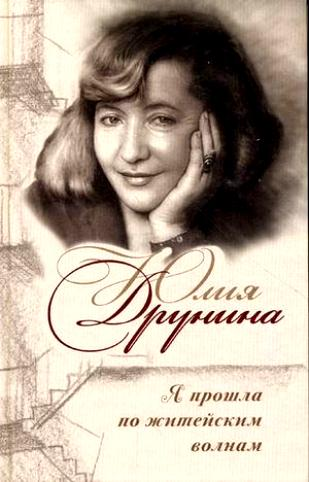 Юлия
Друнина
Я прошла
по житейским
волнам